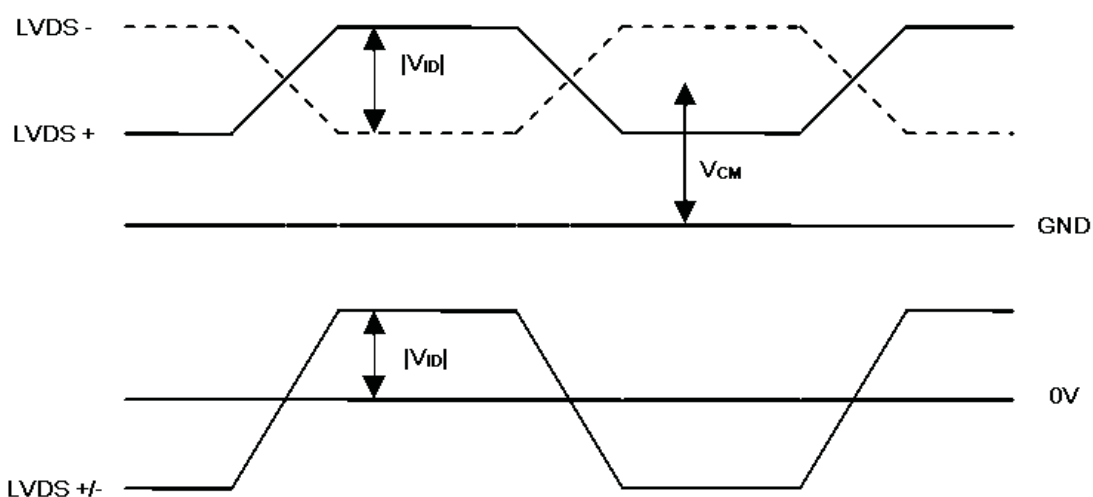 LVDS -
|VID|
LVDS +
VCM
GND
|VID|
0V
LVDS +/-